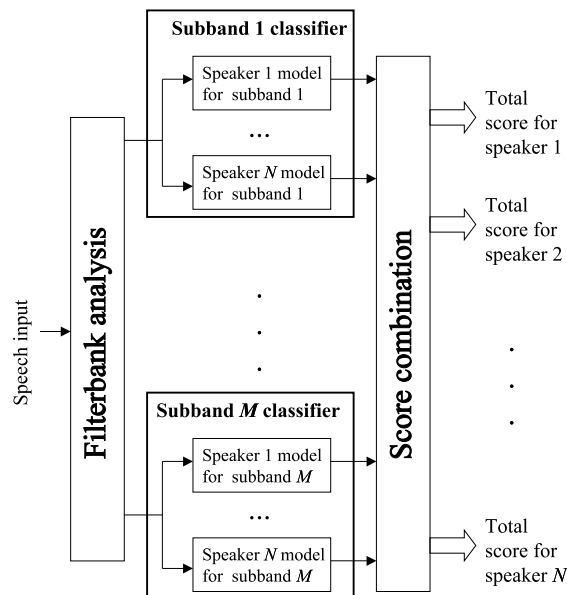 Subband 1 classifier
Speaker 1 model
for subband 1
...
Speaker N model
for subband 1
Subband M classifier
Speaker 1 model
for subband M
...
Speaker N model
for subband M
Speech input
Filterbank analysis
Score combination
Total
score for
speaker 1
Total
score for
speaker 2
Total
score for
speaker N